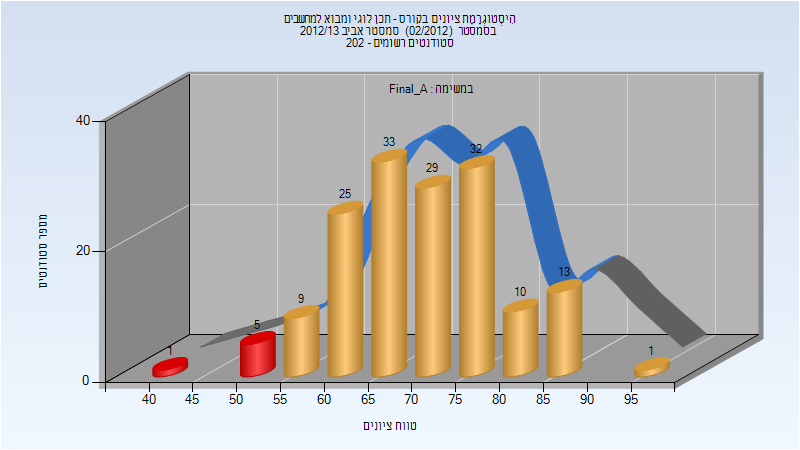 היסטוגרמת ציונים בקורס - תכן לוגי ומבוא למחשבים
בסמסטר (02/2012) סמסטר אביב 2012/13
סטודנטים רשומים - 202
במשימה : Final_A
מספר סטודנטים
40
20
0
1
5
9
25
33
29
32
10
13
1
40 45 50 55 60 65 70 75 80 85 90 95
טווח ציונים